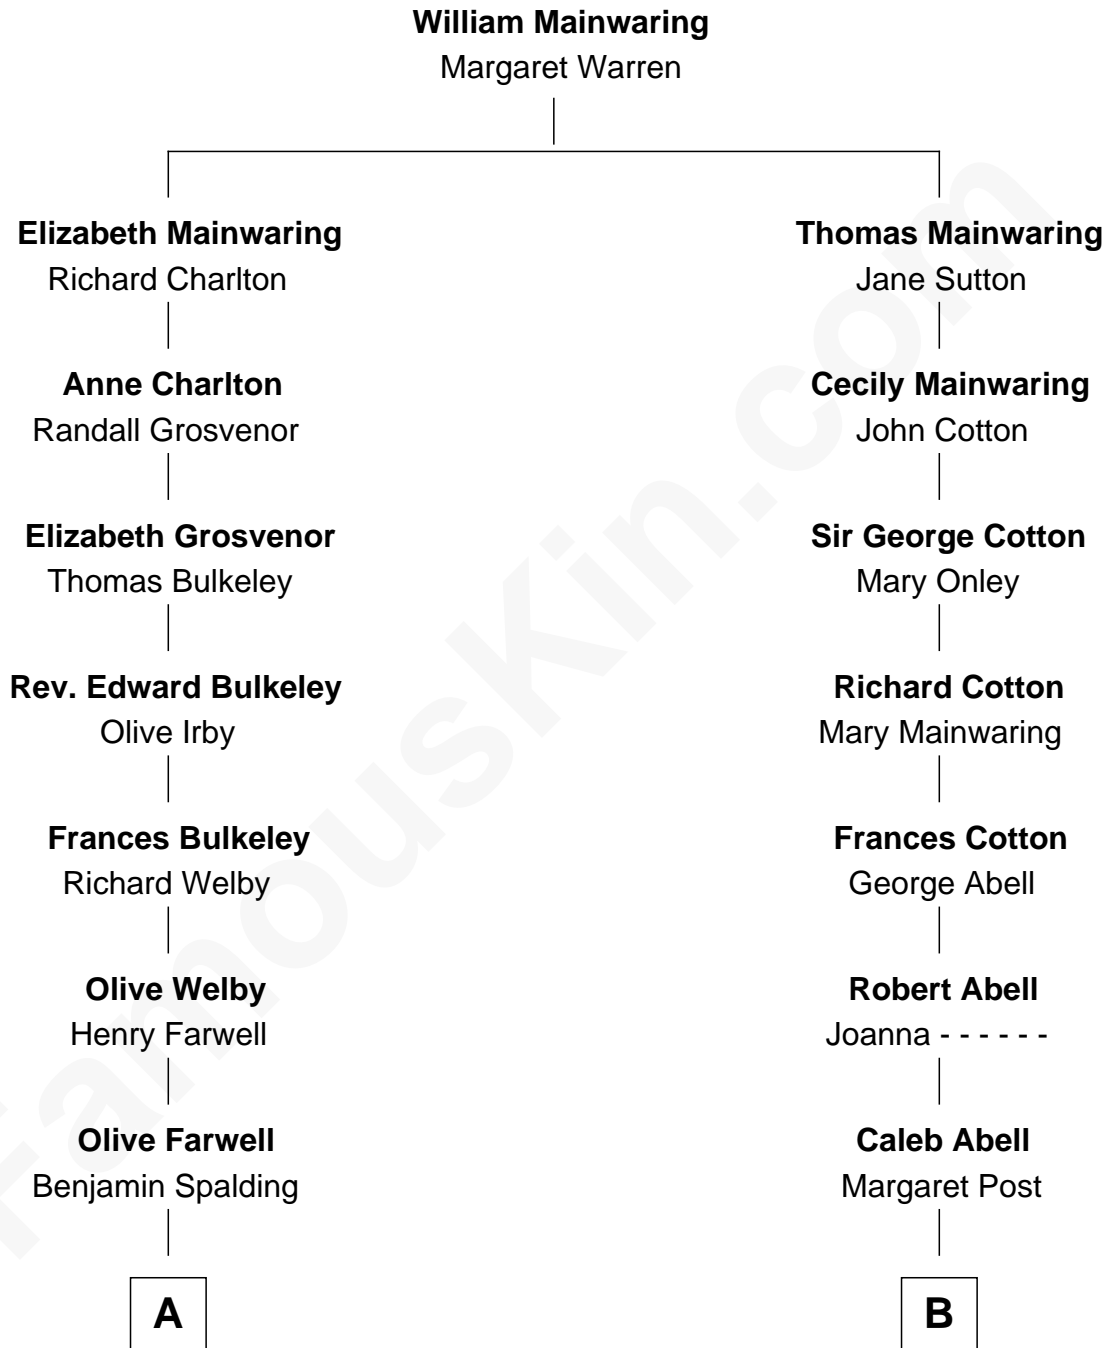 William Mainwaring
Margaret Warren
Elizabeth Mainwaring
Richard Charlton
Thomas Mainwaring
Jane Sutton
Anne Charlton
Randall Grosvenor
Cecily Mainwaring
John Cotton
Elizabeth Grosvenor
Thomas Bulkeley
Sir George Cotton
Mary Onley
Rev. Edward Bulkeley
Olive Irby
Richard Cotton
Mary Mainwaring
Frances Bulkeley
Richard Welby
Frances Cotton
George Abell
Olive Welby
Henry Farwell
Robert Abell
Joanna - - - - - -
Olive Farwell
Benjamin Spalding
Caleb Abell
Margaret Post
A
B
FamousKin.com